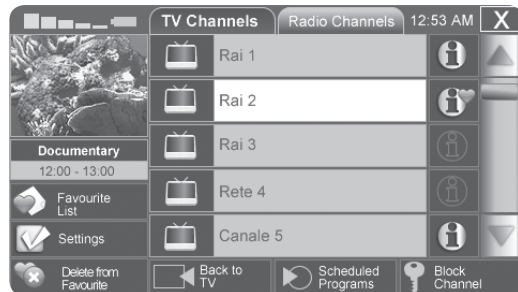 TV Channels
Radio Channels
12:53 AM
X
Rai 1
Rai 2
Rai 3
Rete 4
Canale 5
Documentary
12:00 - 13:00
Favourite
List
Settings
Delete from
Favourite
Back to
TV
Scheduled
Programs
Block
Channel